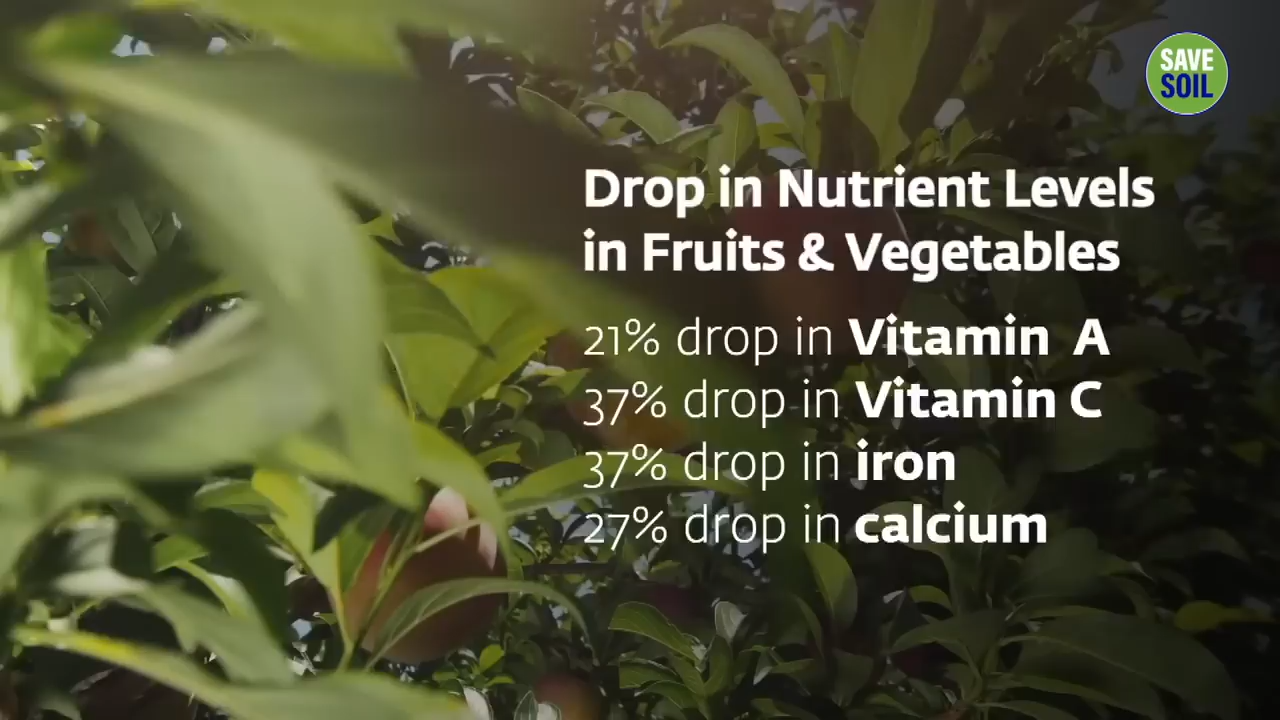 SAVE
SOIL
Drop in Nutrient Levels
in Fruits & Vegetables
21% drop in Vitamin A
37% drop in Vitamin C
37% drop in iron
27% drop in calcium